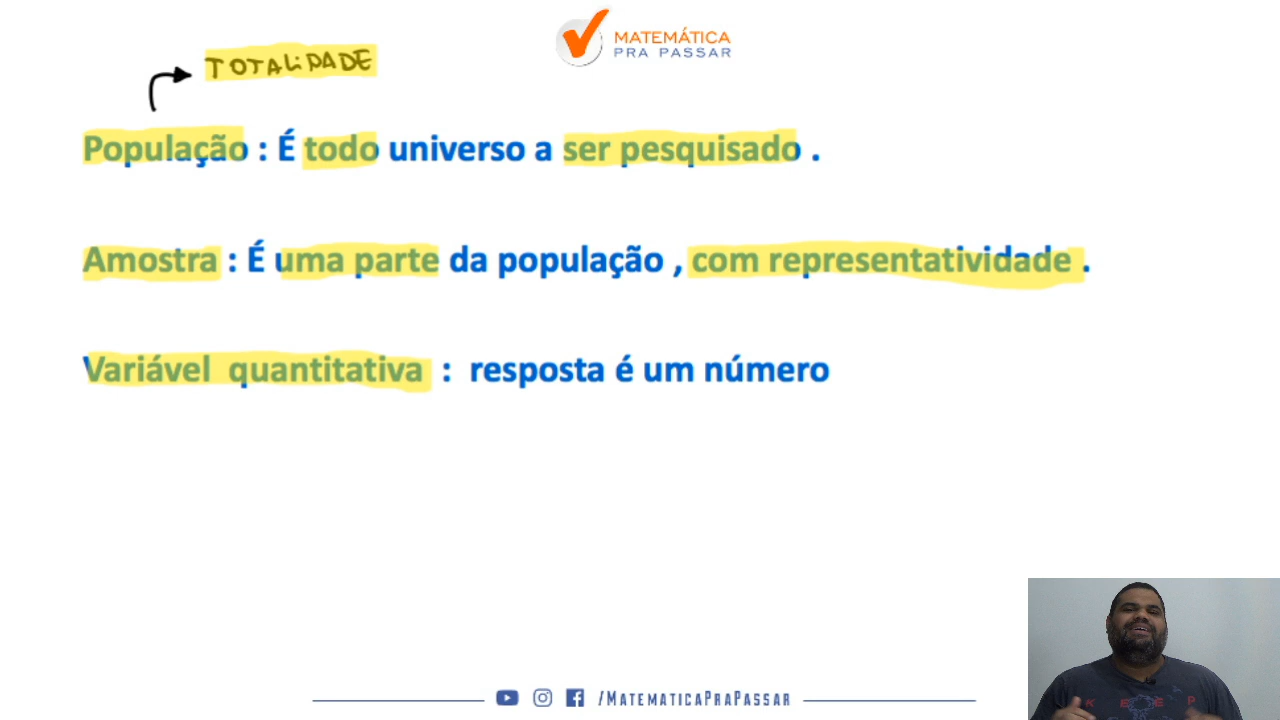 MATEMÁTICA
PRA PASSAR
TOTALIDADE
População : É todo universo a ser pesquisado .
Amostra : É uma parte da população , com representatividade .
Variável quantitativa : resposta é um número
KEEP
/MATEMATICAPRAPASSAR